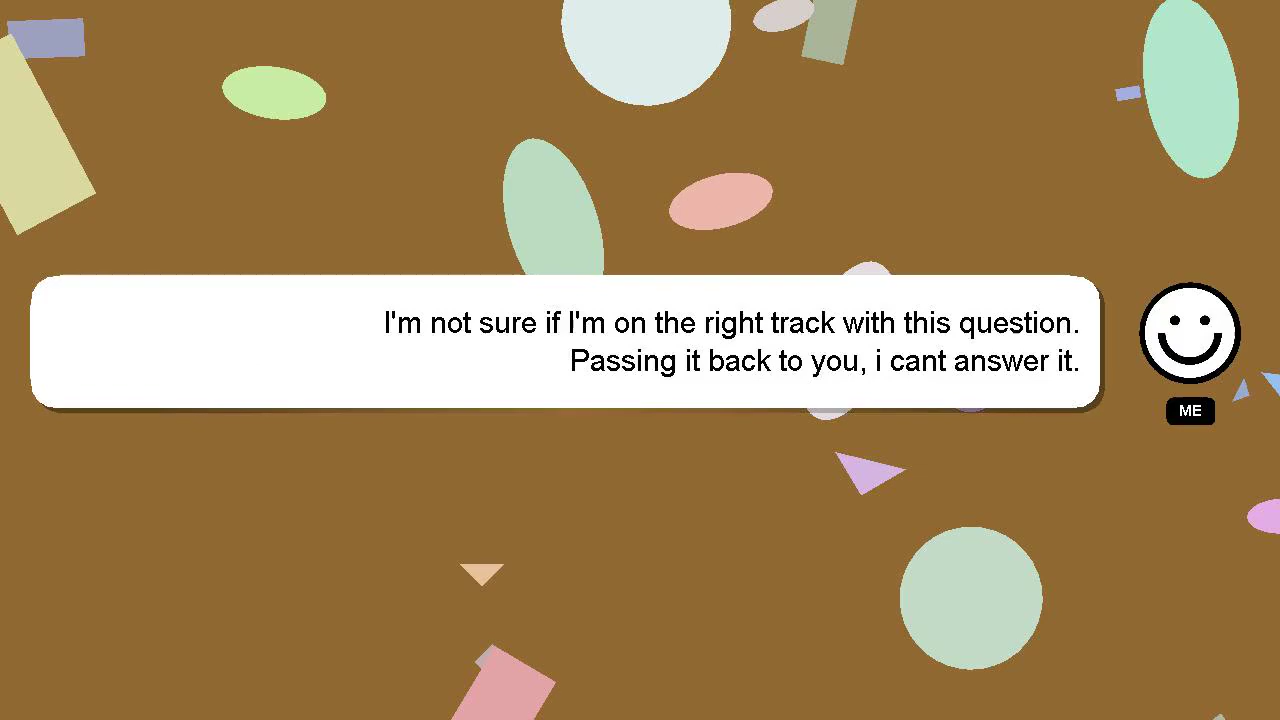 I'm not sure if I'm on the right track with this question.
Passing it back to you, i cant answer it.
ME